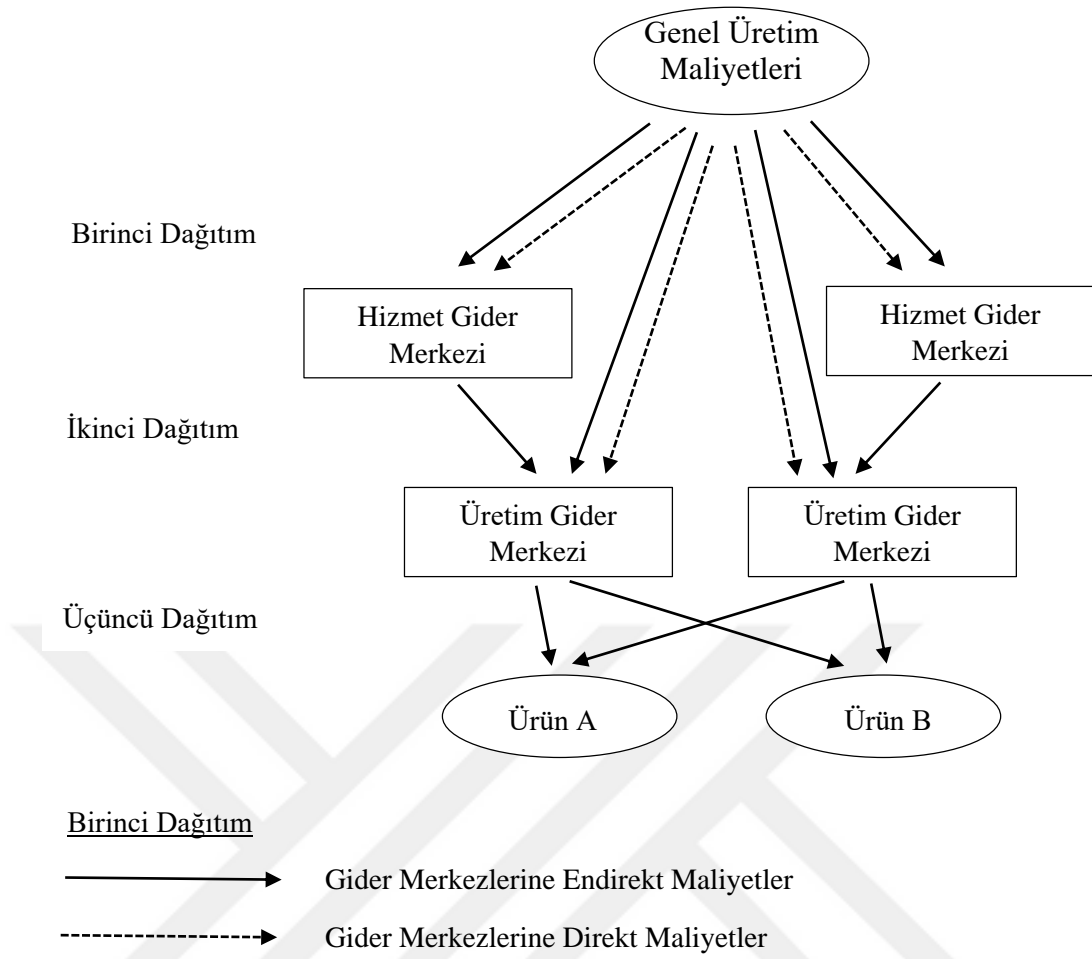 Genel Üretim
Maliyetleri
Birinci Dağıtım
Hizmet Gider
Merkezi
Hizmet Gider
Merkezi
İkinci Dağıtım
Üretim Gider
Merkezi
Üretim Gider
Merkezi
Üçüncü Dağıtım
Ürün A
Ürün B
Birinci Dağıtım
Gider Merkezlerine Endirekt Maliyetler
Gider Merkezlerine Direkt Maliyetler